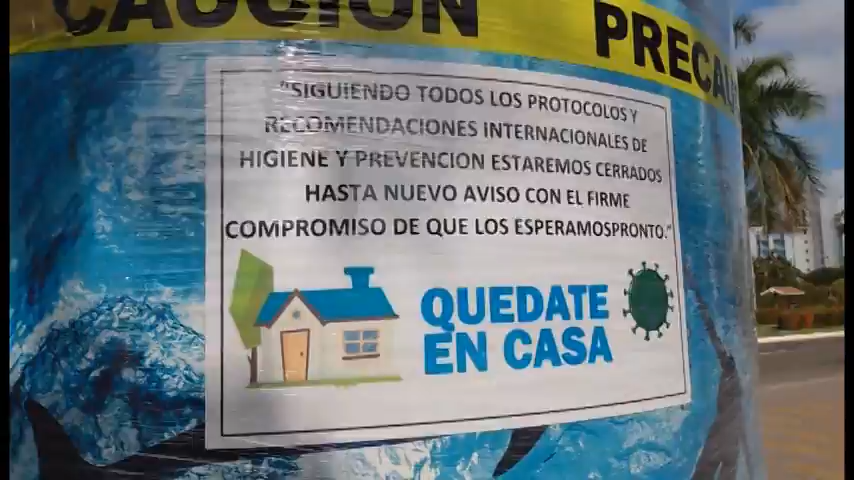 CAUCIÓN
PRECAU
"SIGUIENDO TODOS LOS PROTOCOLOS Y
RECOMENDACIONES INTERNACIONALES DE
HIGIENE Y PREVENCION ESTAREMOS CERRADOS
HASTA NUEVO AVISO CON EL FIRME
COMPROMISO DE QUE LOS ESPERAMOSPRONTO."
QUEDATE
EN CASA